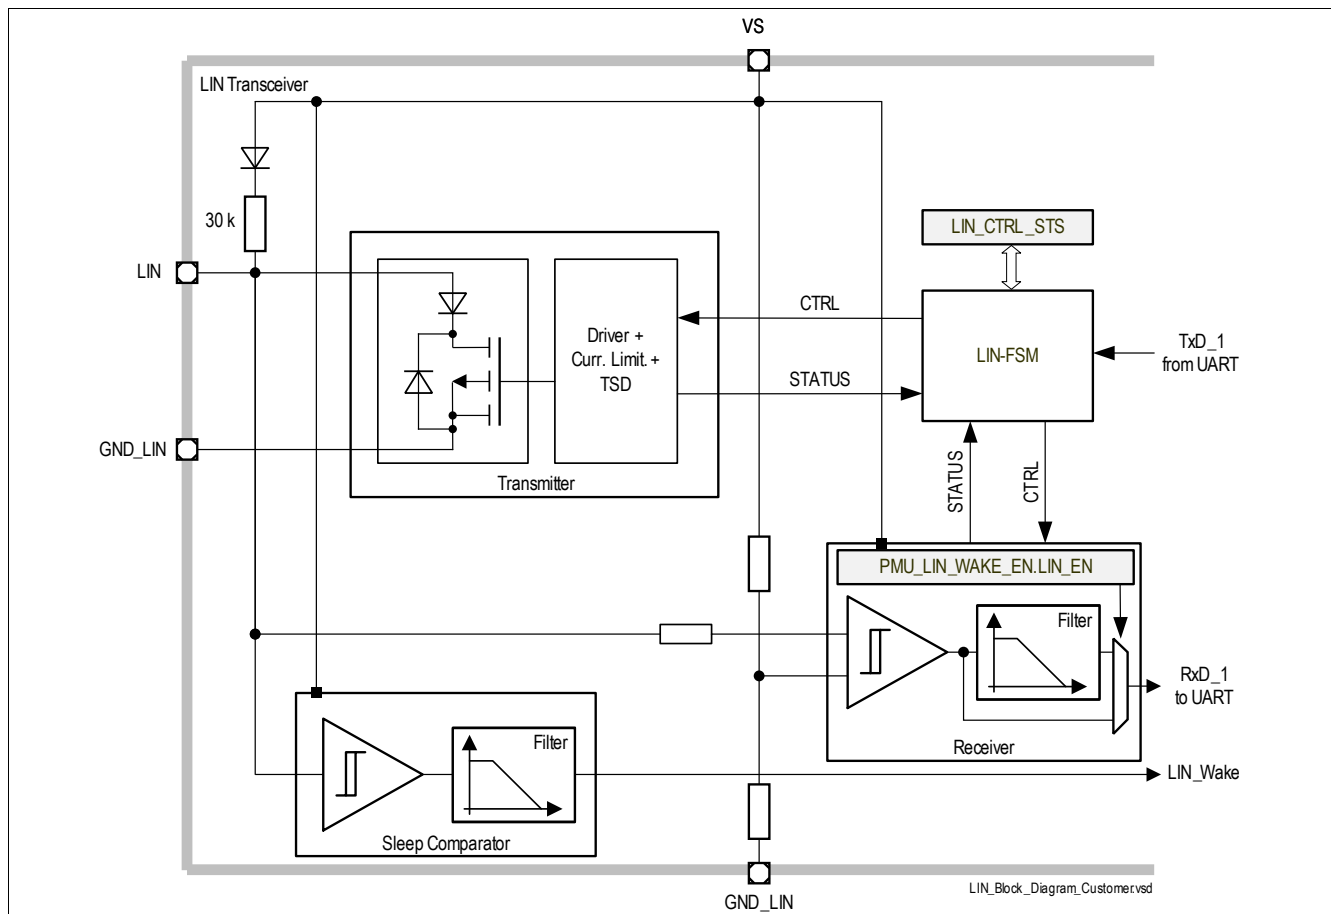 VS
LIN Transceiver
30 k
LIN
LIN_CTRL_STS
CTRL
Driver +
Curr. Limit. +
TSD
LIN-FSM
TxD_1
from UART
STATUS
GND_LIN
Transmitter
STATUS
CTRL
PMU_LIN_WAKE_EN.LIN_EN
Filter
RxD_1
to UART
Receiver
Filter
LIN_Wake
Sleep Comparator
GND_LIN
LIN_Block_Diagram_Customer.vsd